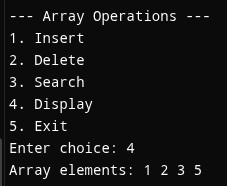 --- Array Operations ---
1. Insert
2. Delete
3. Search
4. Display
5. Exit
Enter choice: 4
Array elements: 1 2 3 5